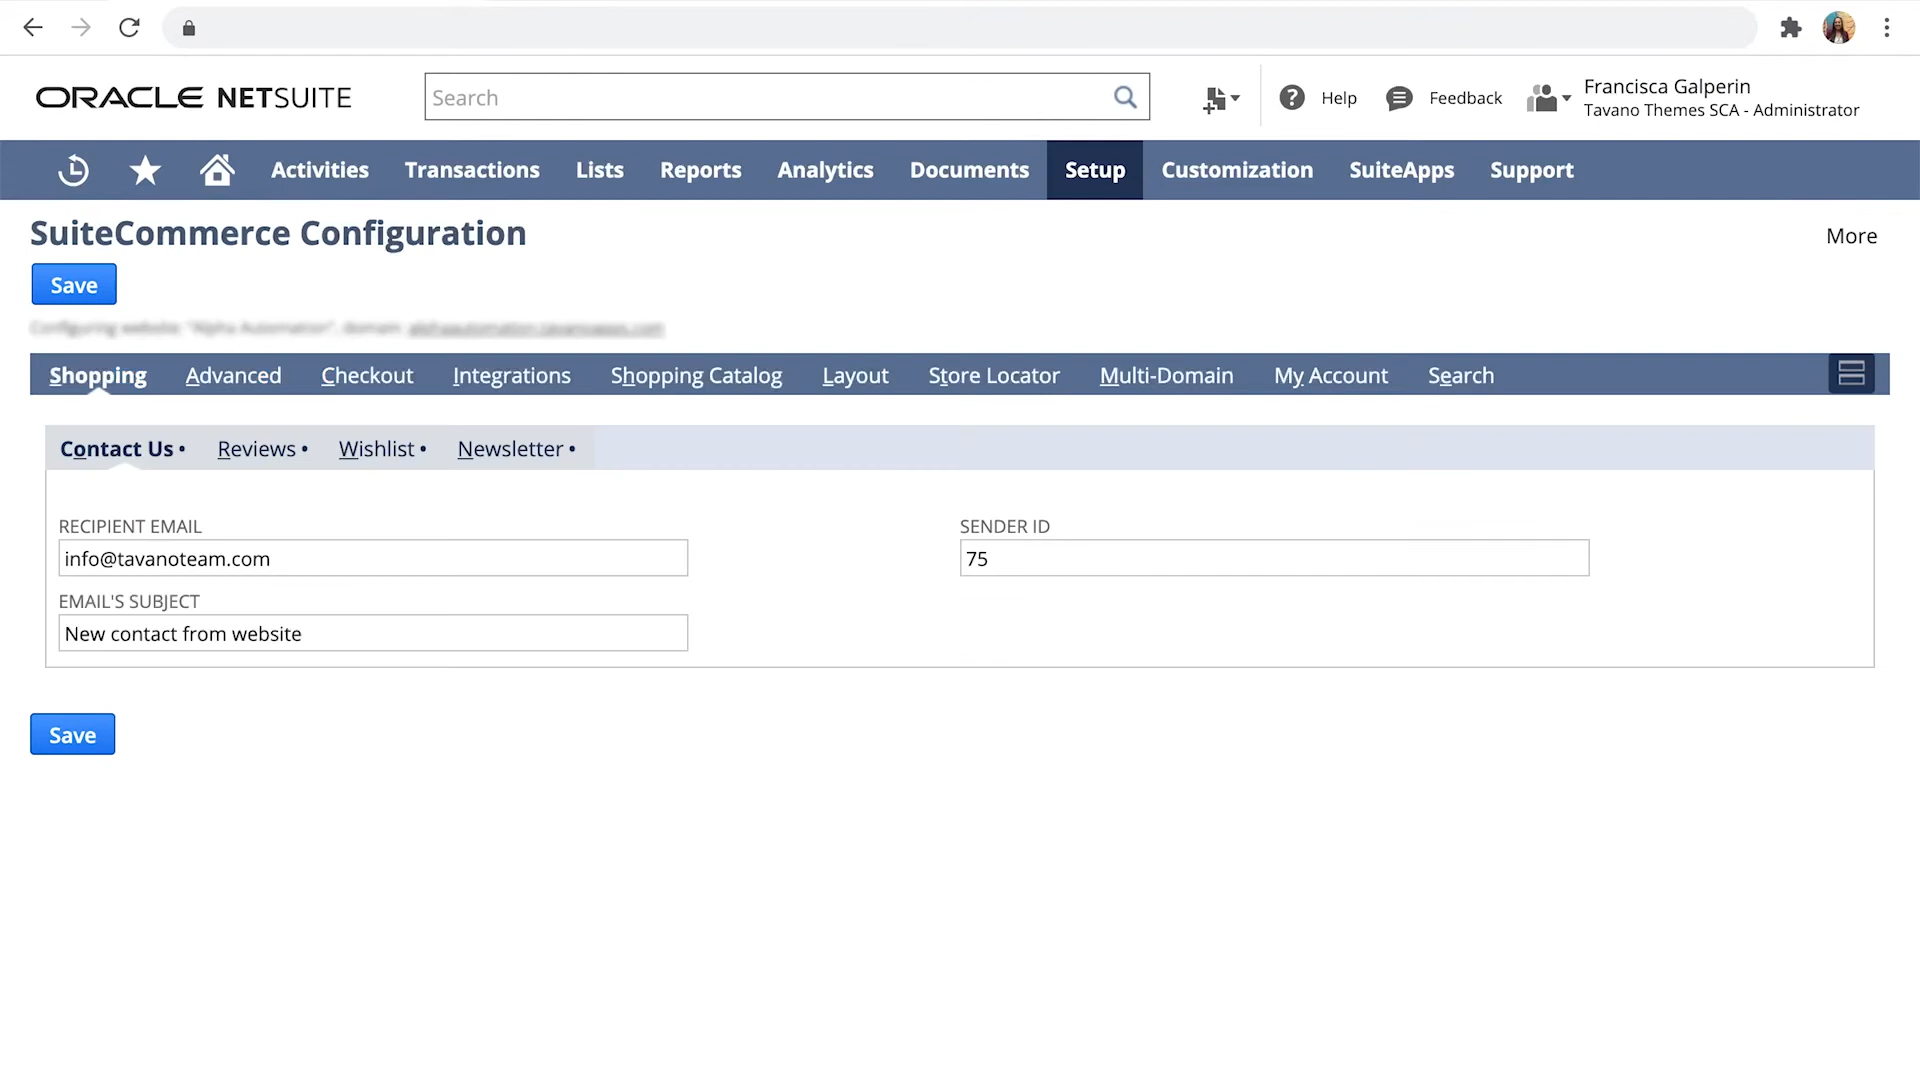 ORACLE NETSUITE
Search
Help
Feedback
Francisca Galperin
Tavano Themes SCA - Administrator
Activities Transactions Lists Reports Analytics Documents Setup Customization SuiteApps Support
SuiteCommerce Configuration
More
Save
Shopping Advanced Checkout Integrations Shopping Catalog Layout Store Locator Multi-Domain My Account Search
Contact Us • Reviews • Wishlist • Newsletter •
RECIPIENT EMAIL
info@tavanoteam.com
SENDER ID
75
EMAIL'S SUBJECT
New contact from website
Save